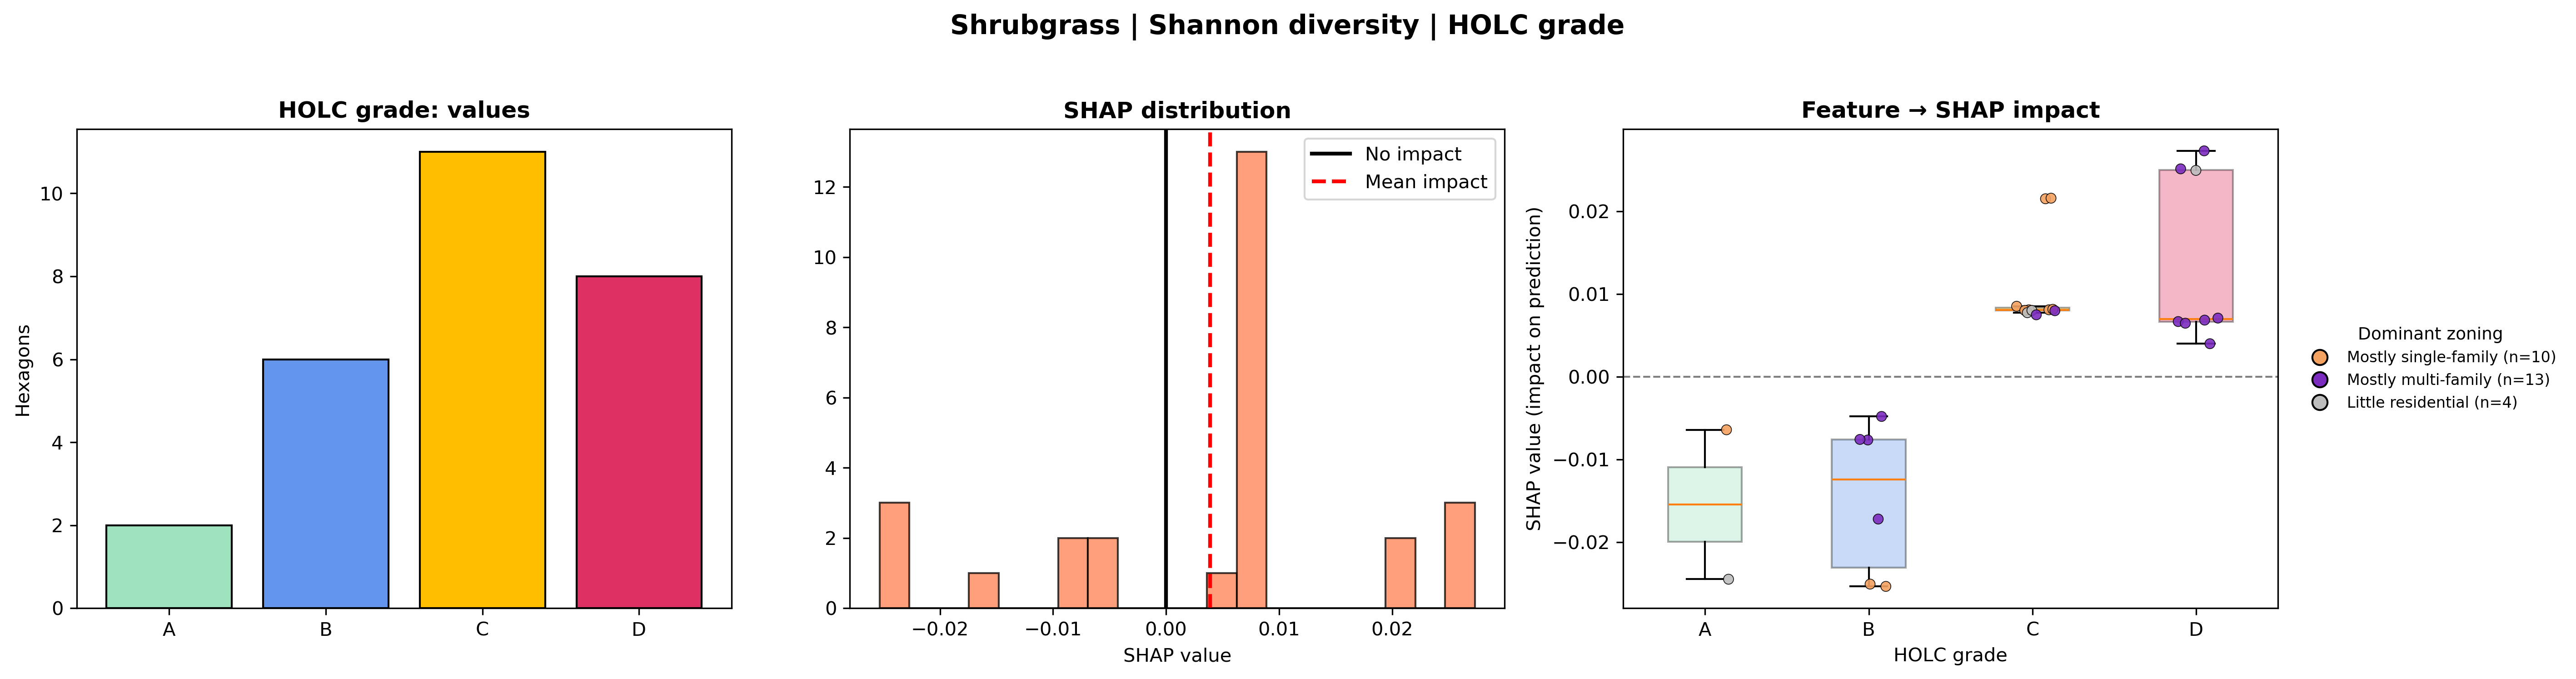 Shrubgrass | Shannon diversity | HOLC grade
HOLC grade: values
Hexagons
10
8
6
4
2
0
A
B
C
D
SHAP distribution
No impact
Mean impact
12
10
8
6
4
2
0
−0.02
−0.01
0.00
0.01
0.02
SHAP value
Feature → SHAP impact
SHAP value (impact on prediction)
0.02
0.01
0.00
−0.01
−0.02
A
B
C
D
HOLC grade
Dominant zoning
Mostly single-family (n=10)
Mostly multi-family (n=13)
Little residential (n=4)